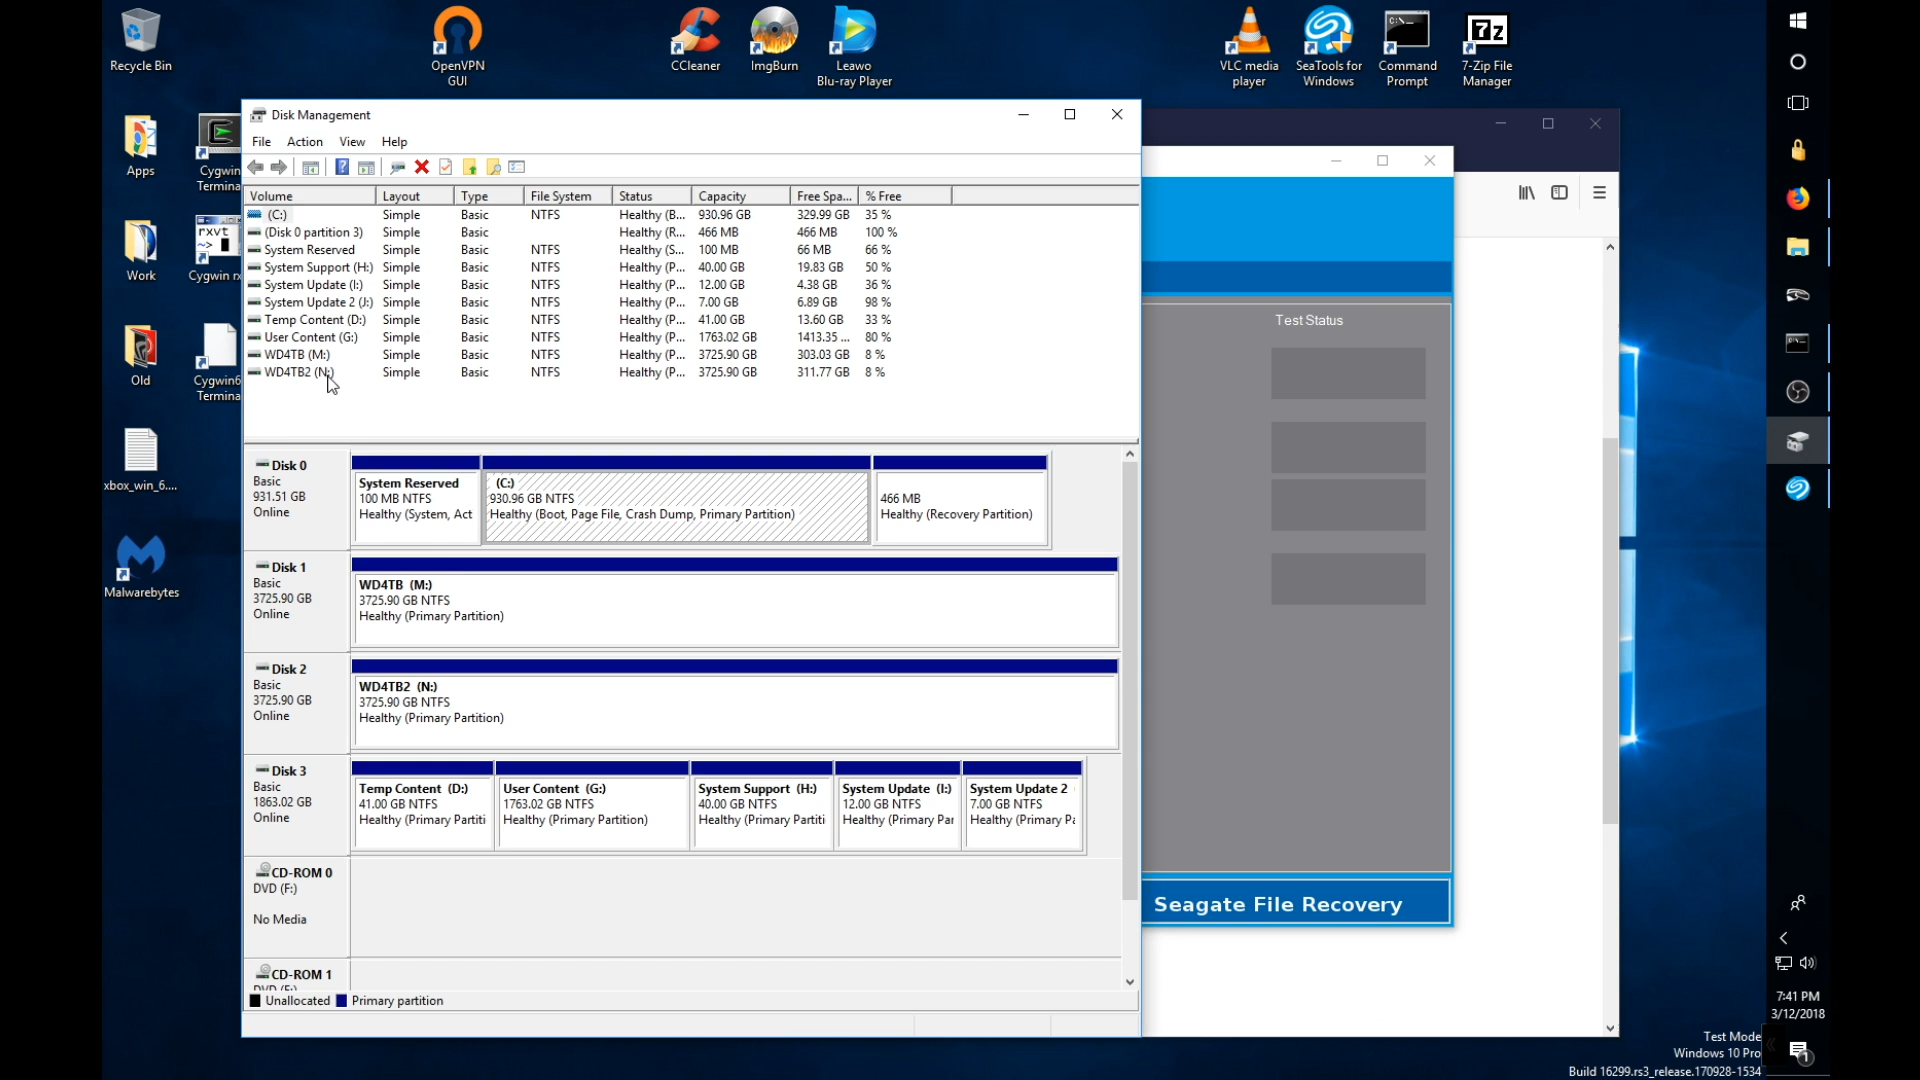 Recycle Bin
OpenVPN
GUI
CCleaner
ImgBurn
Leawo
Blu-ray Player
VLC media
player
SeaTools for
Windows
Command
Prompt
7z
7-Zip File
Manager
Apps
Cygwin
Termina
Work
rxvt
~>
Cygwin rx
Old
Cygwin6
Termina
xbox_win_6....
Malwarebytes
Disk Management
File Action View Help
Volume Layout Type File System Status Capacity Free Spa... % Free
(C:) Simple Basic NTFS Healthy (B... 930.96 GB 329.99 GB 35 %
(Disk 0 partition 3) Simple Basic Healthy (R... 466 MB 466 MB 100 %
System Reserved Simple Basic NTFS Healthy (S... 100 MB 66 MB 66 %
System Support (H:) Simple Basic NTFS Healthy (P... 40.00 GB 19.83 GB 50 %
System Update (I:) Simple Basic NTFS Healthy (P... 12.00 GB 4.38 GB 36 %
System Update 2 (J:) Simple Basic NTFS Healthy (P... 7.00 GB 6.89 GB 98 %
Temp Content (D:) Simple Basic NTFS Healthy (P... 41.00 GB 13.60 GB 33 %
User Content (G:) Simple Basic NTFS Healthy (P... 1763.02 GB 1413.35 ... 80 %
WD4TB (M:) Simple Basic NTFS Healthy (P... 3725.90 GB 303.03 GB 8 %
WD4TB2 (N:) Simple Basic NTFS Healthy (P... 3725.90 GB 311.77 GB 8 %
Disk 0
Basic
931.51 GB
Online
System Reserved
100 MB NTFS
Healthy (System, Act
(C:)
930.96 GB NTFS
Healthy (Boot, Page File, Crash Dump, Primary Partition)
466 MB
Healthy (Recovery Partition)
Disk 1
Basic
3725.90 GB
Online
WD4TB (M:)
3725.90 GB NTFS
Healthy (Primary Partition)
Disk 2
Basic
3725.90 GB
Online
WD4TB2 (N:)
3725.90 GB NTFS
Healthy (Primary Partition)
Disk 3
Basic
1863.02 GB
Online
Temp Content (D:)
41.00 GB NTFS
Healthy (Primary Partiti
User Content (G:)
1763.02 GB NTFS
Healthy (Primary Partition)
System Support (H:)
40.00 GB NTFS
Healthy (Primary Partiti
System Update (I:)
12.00 GB NTFS
Healthy (Primary Par
System Update 2 (
7.00 GB NTFS
Healthy (Primary Pa
CD-ROM 0
DVD (F:)
No Media
CD-ROM 1
DVD (E:)
Unallocated Primary partition
Test Status
Seagate File Recovery
7:41 PM
3/12/2018
1
Test Mode
Windows 10 Pro
Build 16299.rs3_release.170928-1534